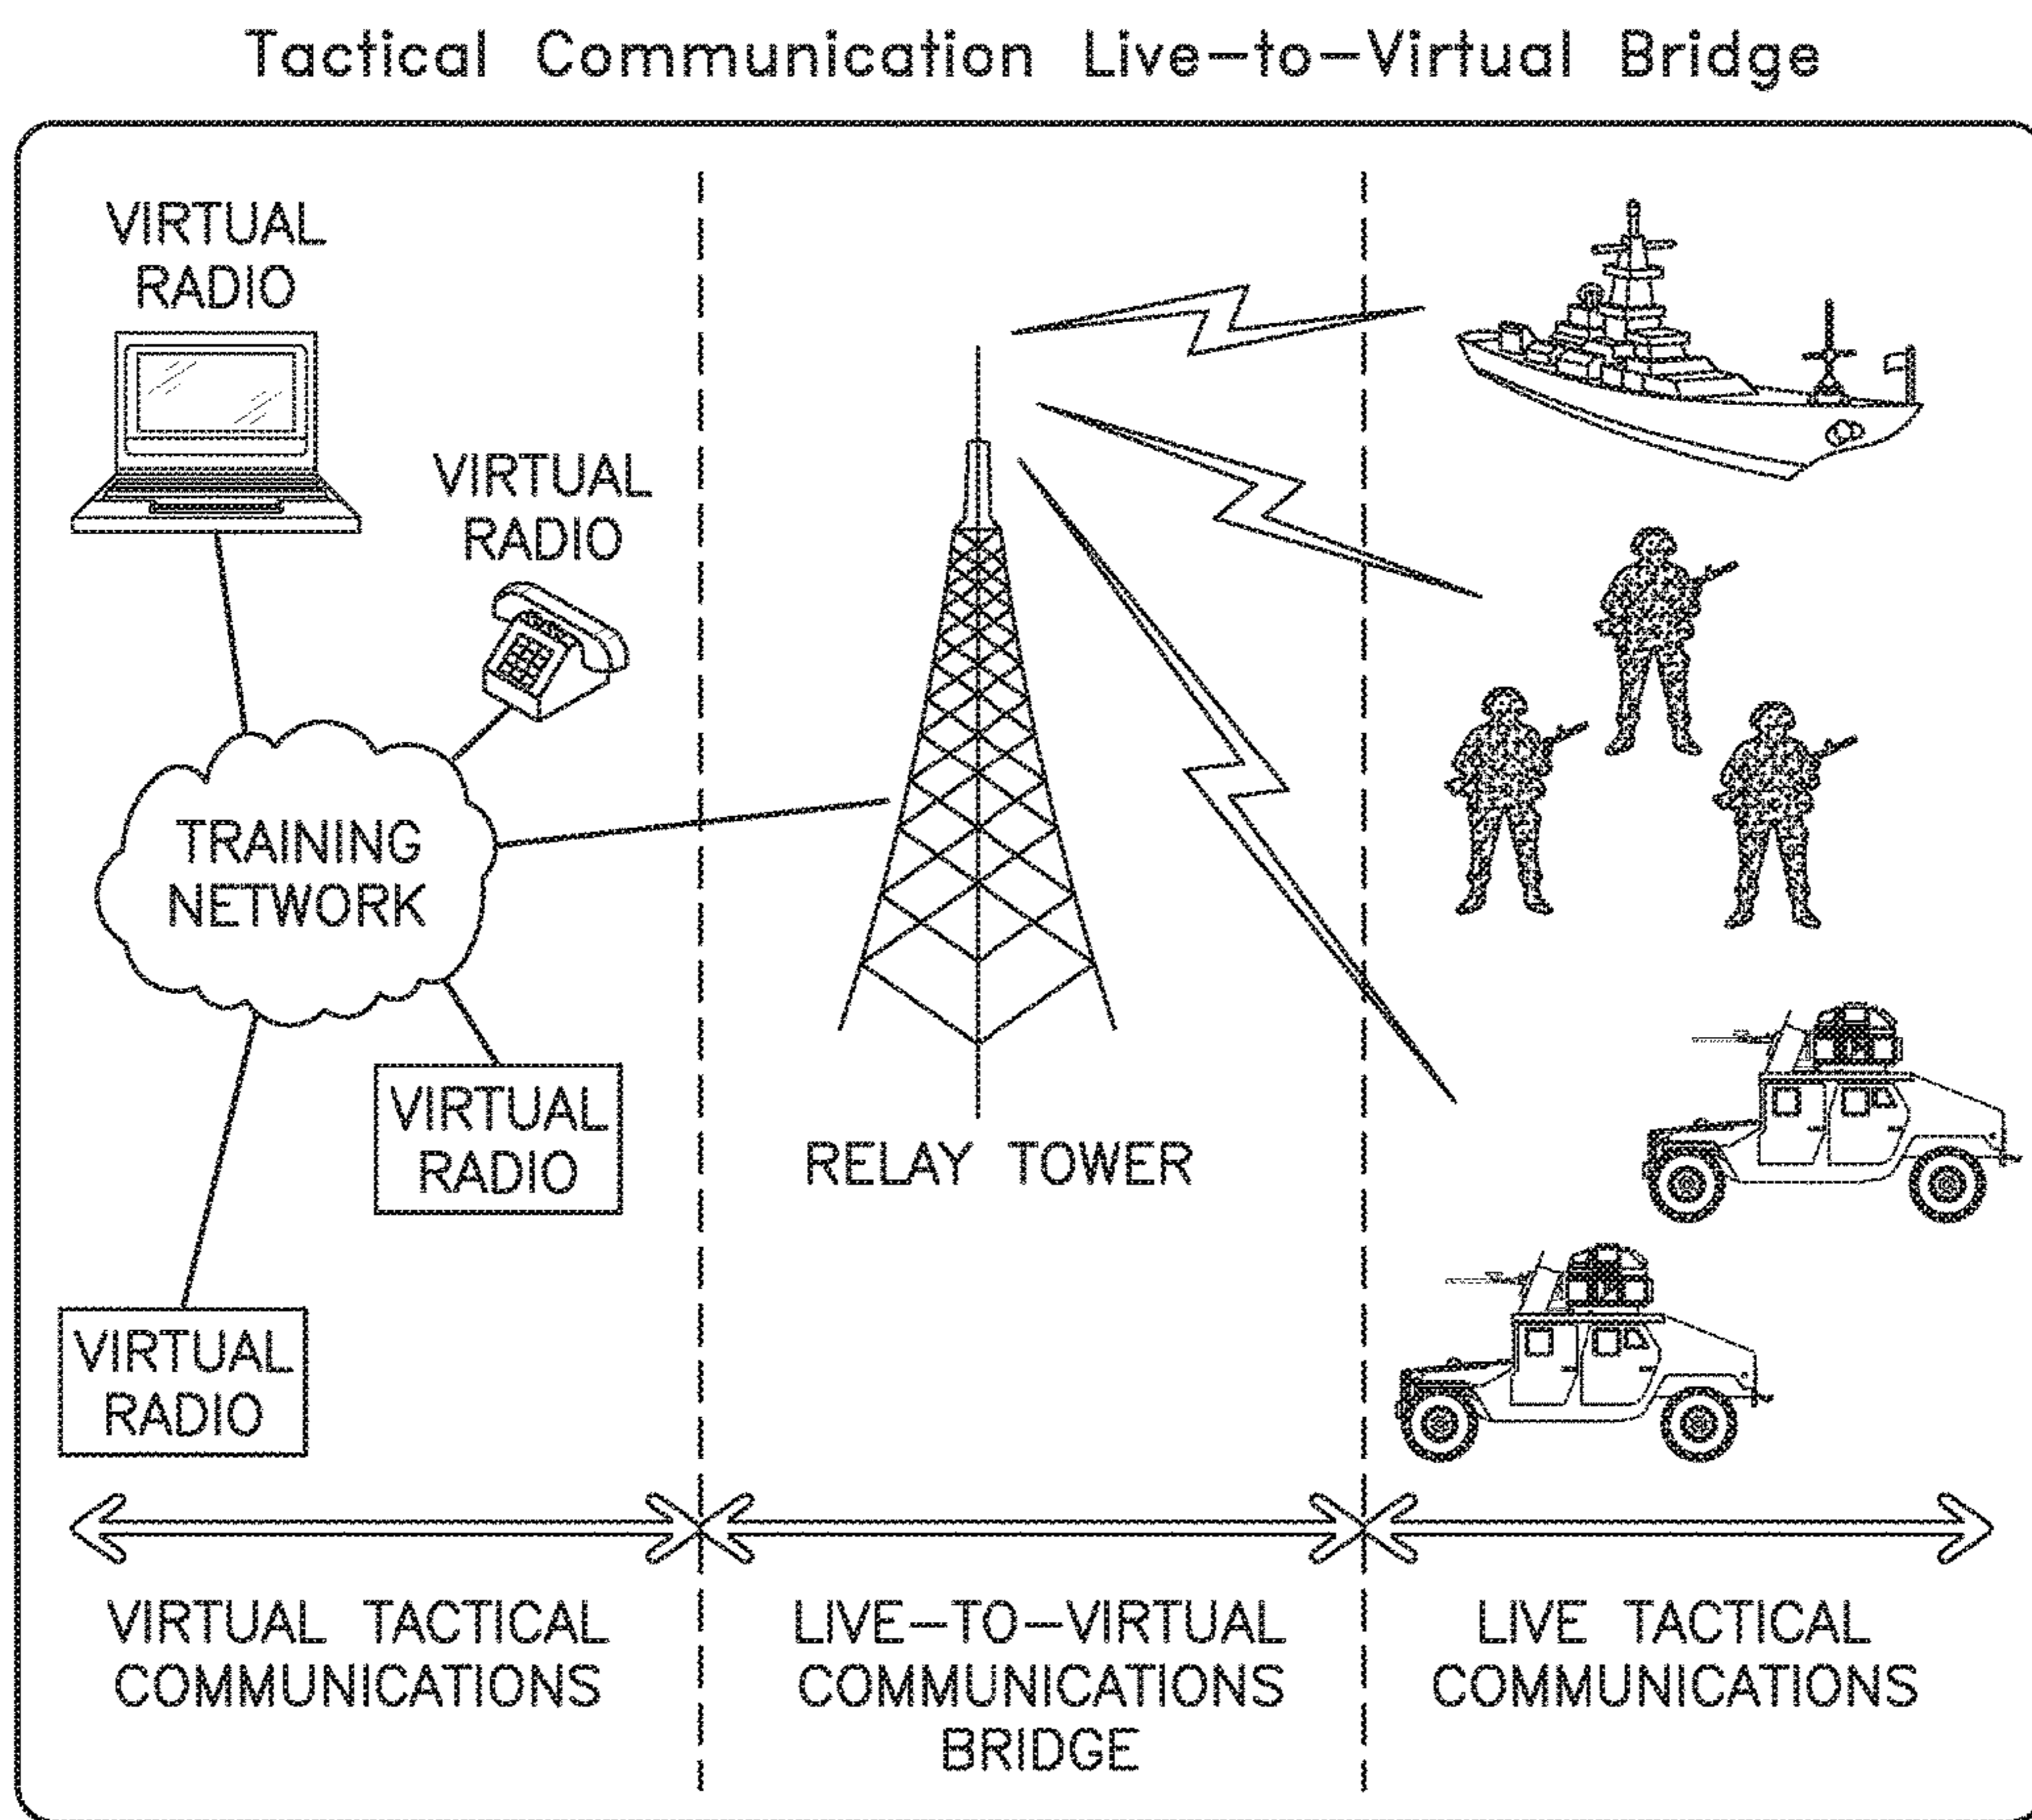 Tactical Communication Live-to-Virtual Bridge
VIRTUAL
RADIO
VIRTUAL
RADIO
TRAINING
NETWORK
VIRTUAL
RADIO
VIRTUAL
RADIO
RELAY TOWER
VIRTUAL TACTICAL
COMMUNICATIONS
LIVE-TO-VIRTUAL
COMMUNICATIONS
BRIDGE
LIVE TACTICAL
COMMUNICATIONS